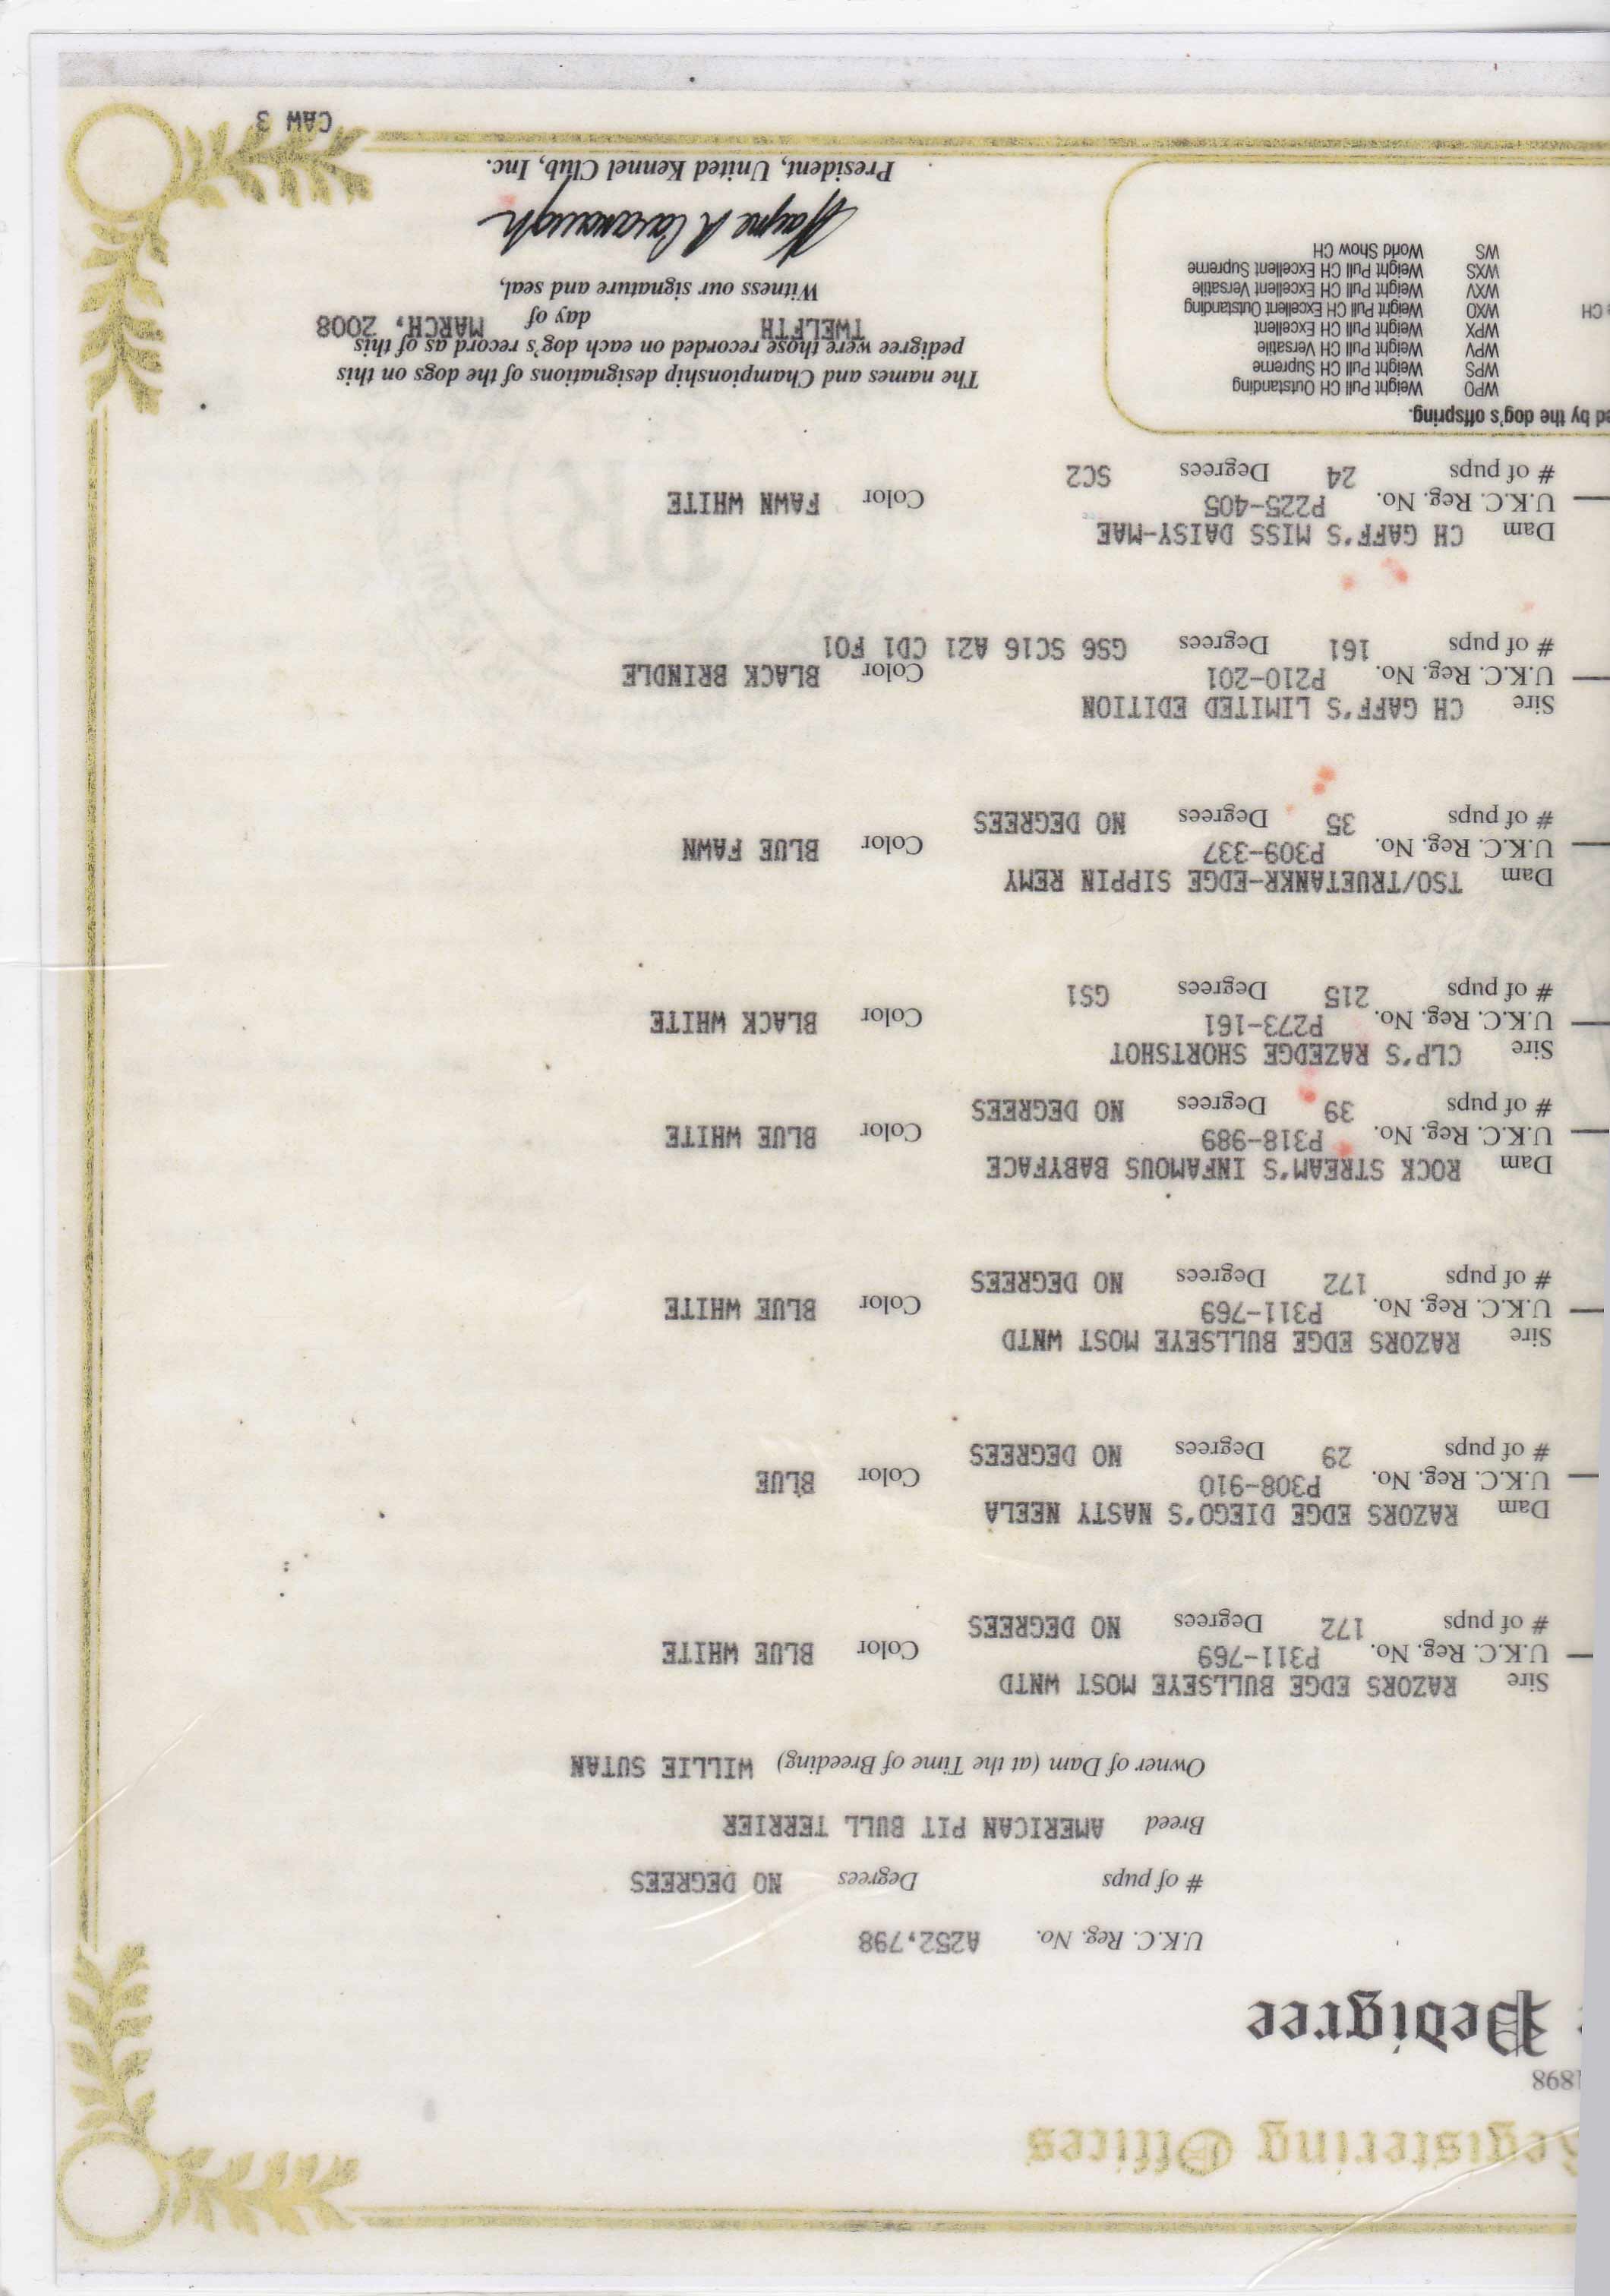 Registering Offices
1898
Pedigree
U.K.C. Reg. No. A252,798
# of pups Degrees NO DEGREES
Breed AMERICAN PIT BULL TERRIER
Owner of Dam (at the Time of Breeding) WILLIE SUTAN
Sire RAZORS EDGE BULLSEYE MOST WNTD
U.K.C. Reg. No. P311-769 Color BLUE WHITE
# of pups 172 Degrees NO DEGREES
Dam RAZORS EDGE DIEGO'S NASTY NEELA
U.K.C. Reg. No. P308-910 Color BLUE
# of pups 29 Degrees NO DEGREES
Sire RAZORS EDGE BULLSEYE MOST WNTD
U.K.C. Reg. No. P311-769 Color BLUE WHITE
# of pups 172 Degrees NO DEGREES
Dam ROCK STREAM'S INFAMOUS BABYFACE
U.K.C. Reg. No. P318-989 Color BLUE WHITE
# of pups 39 Degrees NO DEGREES
Sire CLP'S RAZEDGE SHORTSHOT
U.K.C. Reg. No. P273-161 Color BLACK WHITE
# of pups 215 Degrees GS1
Dam TSO/TRUETANKR-EDGE SIPPIN REMY
U.K.C. Reg. No. P309-337 Color BLUE FAWN
# of pups 35 Degrees NO DEGREES
Sire CH GAFF'S LIMITED EDITION
U.K.C. Reg. No. P210-201 Color BLACK BRINDLE
# of pups 161 Degrees GS6 SC16 A21 CD1 FO1
Dam CH GAFF'S MISS DAISY-MAE
U.K.C. Reg. No. P225-405 Color FAWN WHITE
# of pups 24 Degrees SC2
ed by the dog's offspring.
WPO Weight Pull CH Outstanding
WPS Weight Pull CH Supreme
WPV Weight Pull CH Versatile
WPX Weight Pull CH Excellent
CH WXO Weight Pull CH Excellent Outstanding
WXV Weight Pull CH Excellent Versatile
WXS Weight Pull CH Excellent Supreme
WS World Show CH
The names and Championship designations of the dogs on this
pedigree were those recorded on each dog's record as of this
TWELFTH day of MARCH, 2008
Witness our signature and seal,
Wayne R Cavanaugh
President, United Kennel Club, Inc.
CAW 3